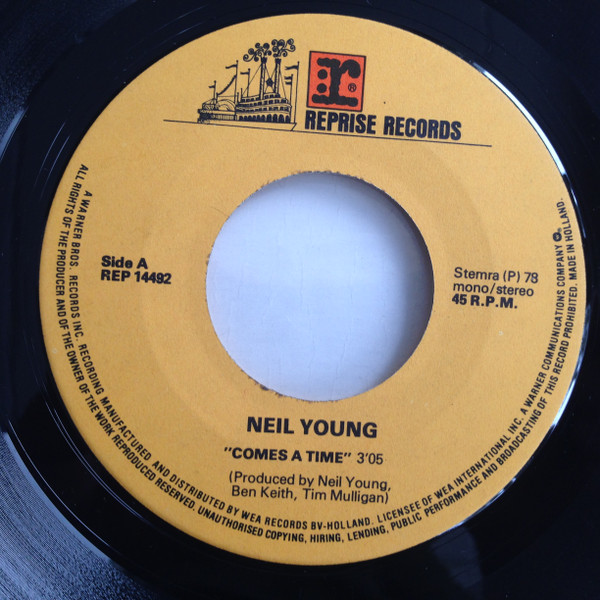 r®
REPRISE RECORDS
Side A
REP 14492
Stemra (P) 78
mono/stereo
45 R.P.M.
NEIL YOUNG
"COMES A TIME" 3'05
(Produced by Neil Young,
Ben Keith, Tim Mulligan)
A WARNER BROS. RECORDS INC. RECORDING MANUFACTURED AND DISTRIBUTED BY WEA RECORDS BV-HOLLAND. LICENSEE OF WEA INTERNATIONAL INC. A WARNER COMMUNICATIONS COMPANY
ALL RIGHTS OF THE PRODUCER AND OF THE OWNER OF THE WORK REPRODUCED RESERVED. UNAUTHORISED COPYING, HIRING, LENDING, PUBLIC PERFORMANCE AND BROADCASTING OF THIS RECORD PROHIBITED. MADE IN HOLLAND.